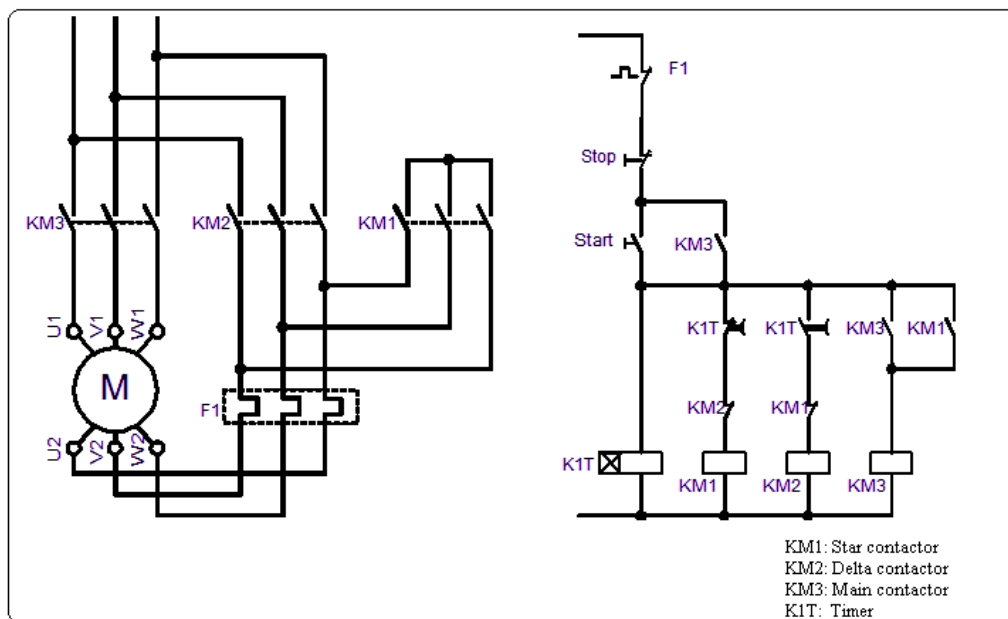 F1
Stop
Start
KM3
KM3
KM2
KM1
U1
V1
W1
M
U2
V2
W2
F1
K1T
K1T
KM3
KM1
KM2
KM1
K1T
KM1
KM2
KM3
KM1: Star contactor
KM2: Delta contactor
KM3: Main contactor
K1T: Timer